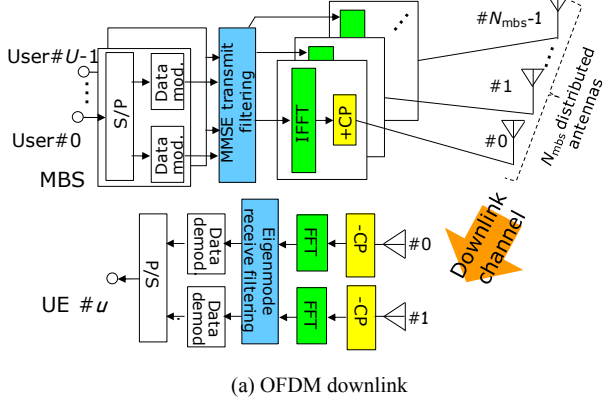 User#U-1
User#0
MBS
S/P
Data mod.
Data mod.
MMSE transmit filtering
IFFT
+CP
#Nmbs-1
#1
#0
Nmbs distributed antennas
Downlink channel
UE #u
P/S
Data demod
Data demod
Eigenmode receive filtering
FFT
FFT
-CP
-CP
#0
#1
(a) OFDM downlink